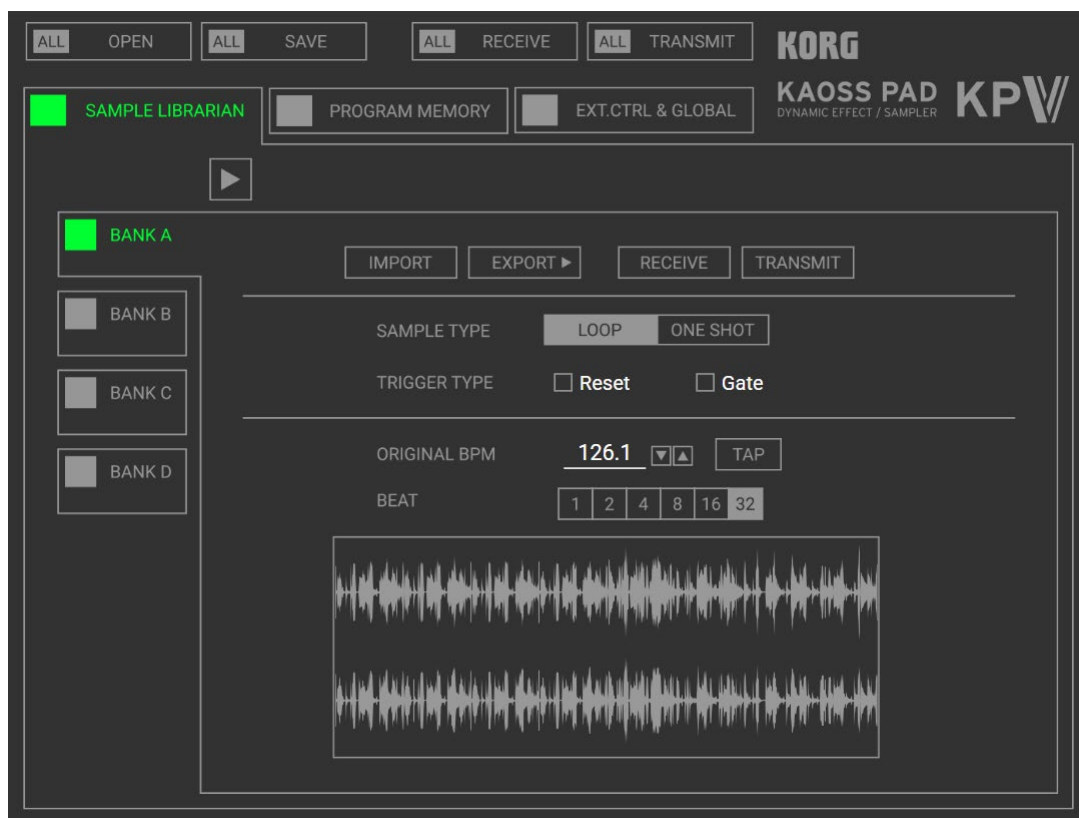 ALL OPEN ALL SAVE ALL RECEIVE ALL TRANSMIT KORG
SAMPLE LIBRARIAN PROGRAM MEMORY EXT.CTRL & GLOBAL
KAOSS PAD KPV
DYNAMIC EFFECT / SAMPLER
BANK A
IMPORT EXPORT RECEIVE TRANSMIT
BANK B
SAMPLE TYPE LOOP ONE SHOT
TRIGGER TYPE Reset Gate
BANK C
ORIGINAL BPM 126.1 TAP
BANK D
BEAT 1 2 4 8 16 32